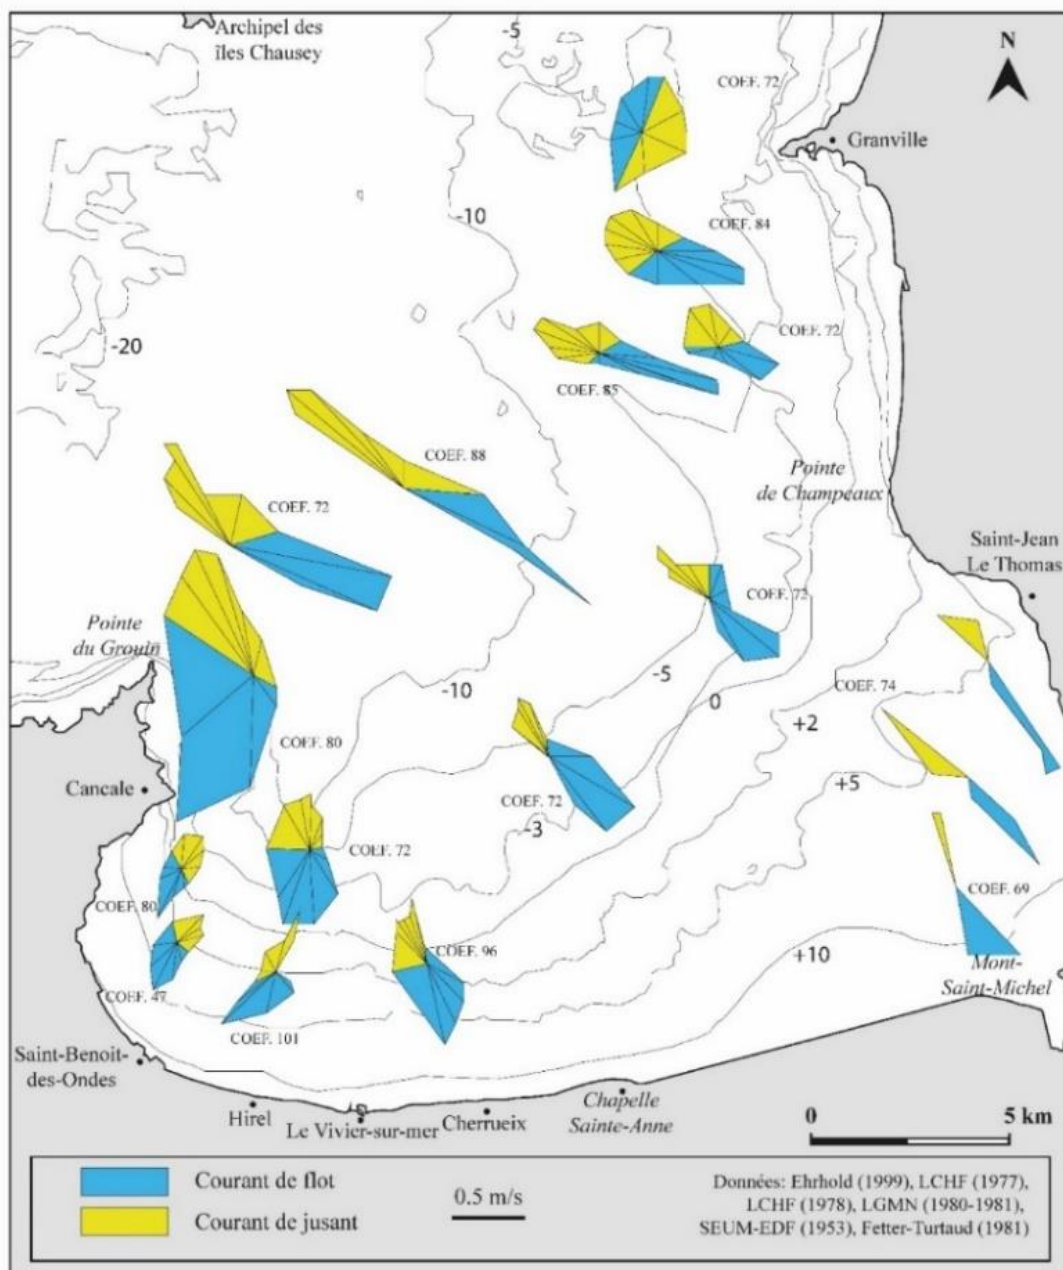 Archipel des
îles Chausey
-5
N
COEF. 72
Granville
-10
COEF. 84
-20
COEF. 72
COEF. 85
COEF. 88
Pointe
de Champeaux
COEF. 72
Saint-Jean
Le Thomas
COEF. 72
Pointe
du Grouin
-5
-10
0
COEF. 74
+2
COEF. 80
Cancale
+5
COEF. 72
-3
COEF. 72
COEF. 69
COEF. 80
COEF. 96
+10
Mont-
Saint-Michel
COEF. 47
COEF. 101
Saint-Benoit-
des-Ondes
Hirel
Le Vivier-sur-mer
Cherrueix
Chapelle
Sainte-Anne
0 5 km
Courant de flot
Courant de jusant
0.5 m/s
Données: Ehrhold (1999), LCHF (1977),
LCHF (1978), LGMN (1980-1981),
SEUM-EDF (1953), Fetter-Turtaud (1981)